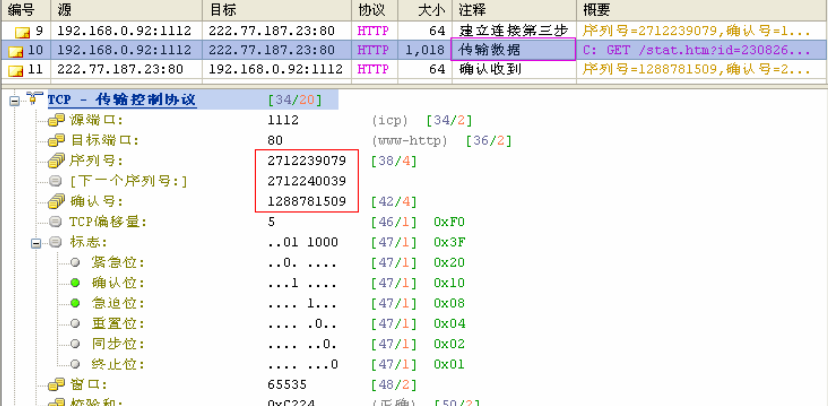 编号 源 目标 协议 大小 注释 概要
9 192.168.0.92:1112 222.77.187.23:80 HTTP 64 建立连接第三步 序列号=2712239079,确认号=1...
10 192.168.0.92:1112 222.77.187.23:80 HTTP 1,018 传输数据 C: GET /stat.htm?id=230826...
11 222.77.187.23:80 192.168.0.92:1112 HTTP 64 确认收到 序列号=1288781509,确认号=2...
TCP - 传输控制协议 [34/20]
源端口: 1112 (icp) [34/2]
目标端口: 80 (www-http) [36/2]
序列号: 2712239079 [38/4]
[下一个序列号:] 2712240039
确认号: 1288781509 [42/4]
TCP偏移量: 5 [46/1] 0xF0
标志: ..01 1000 [47/1] 0x3F
紧急位: ..0. .... [47/1] 0x20
确认位: ...1 .... [47/1] 0x10
急迫位: .... 1... [47/1] 0x08
重置位: .... .0.. [47/1] 0x04
同步位: .... ..0. [47/1] 0x02
终止位: .... ...0 [47/1] 0x01
窗口: 65535 [48/2]
校验和: 0xC224 (正确) [50/2]